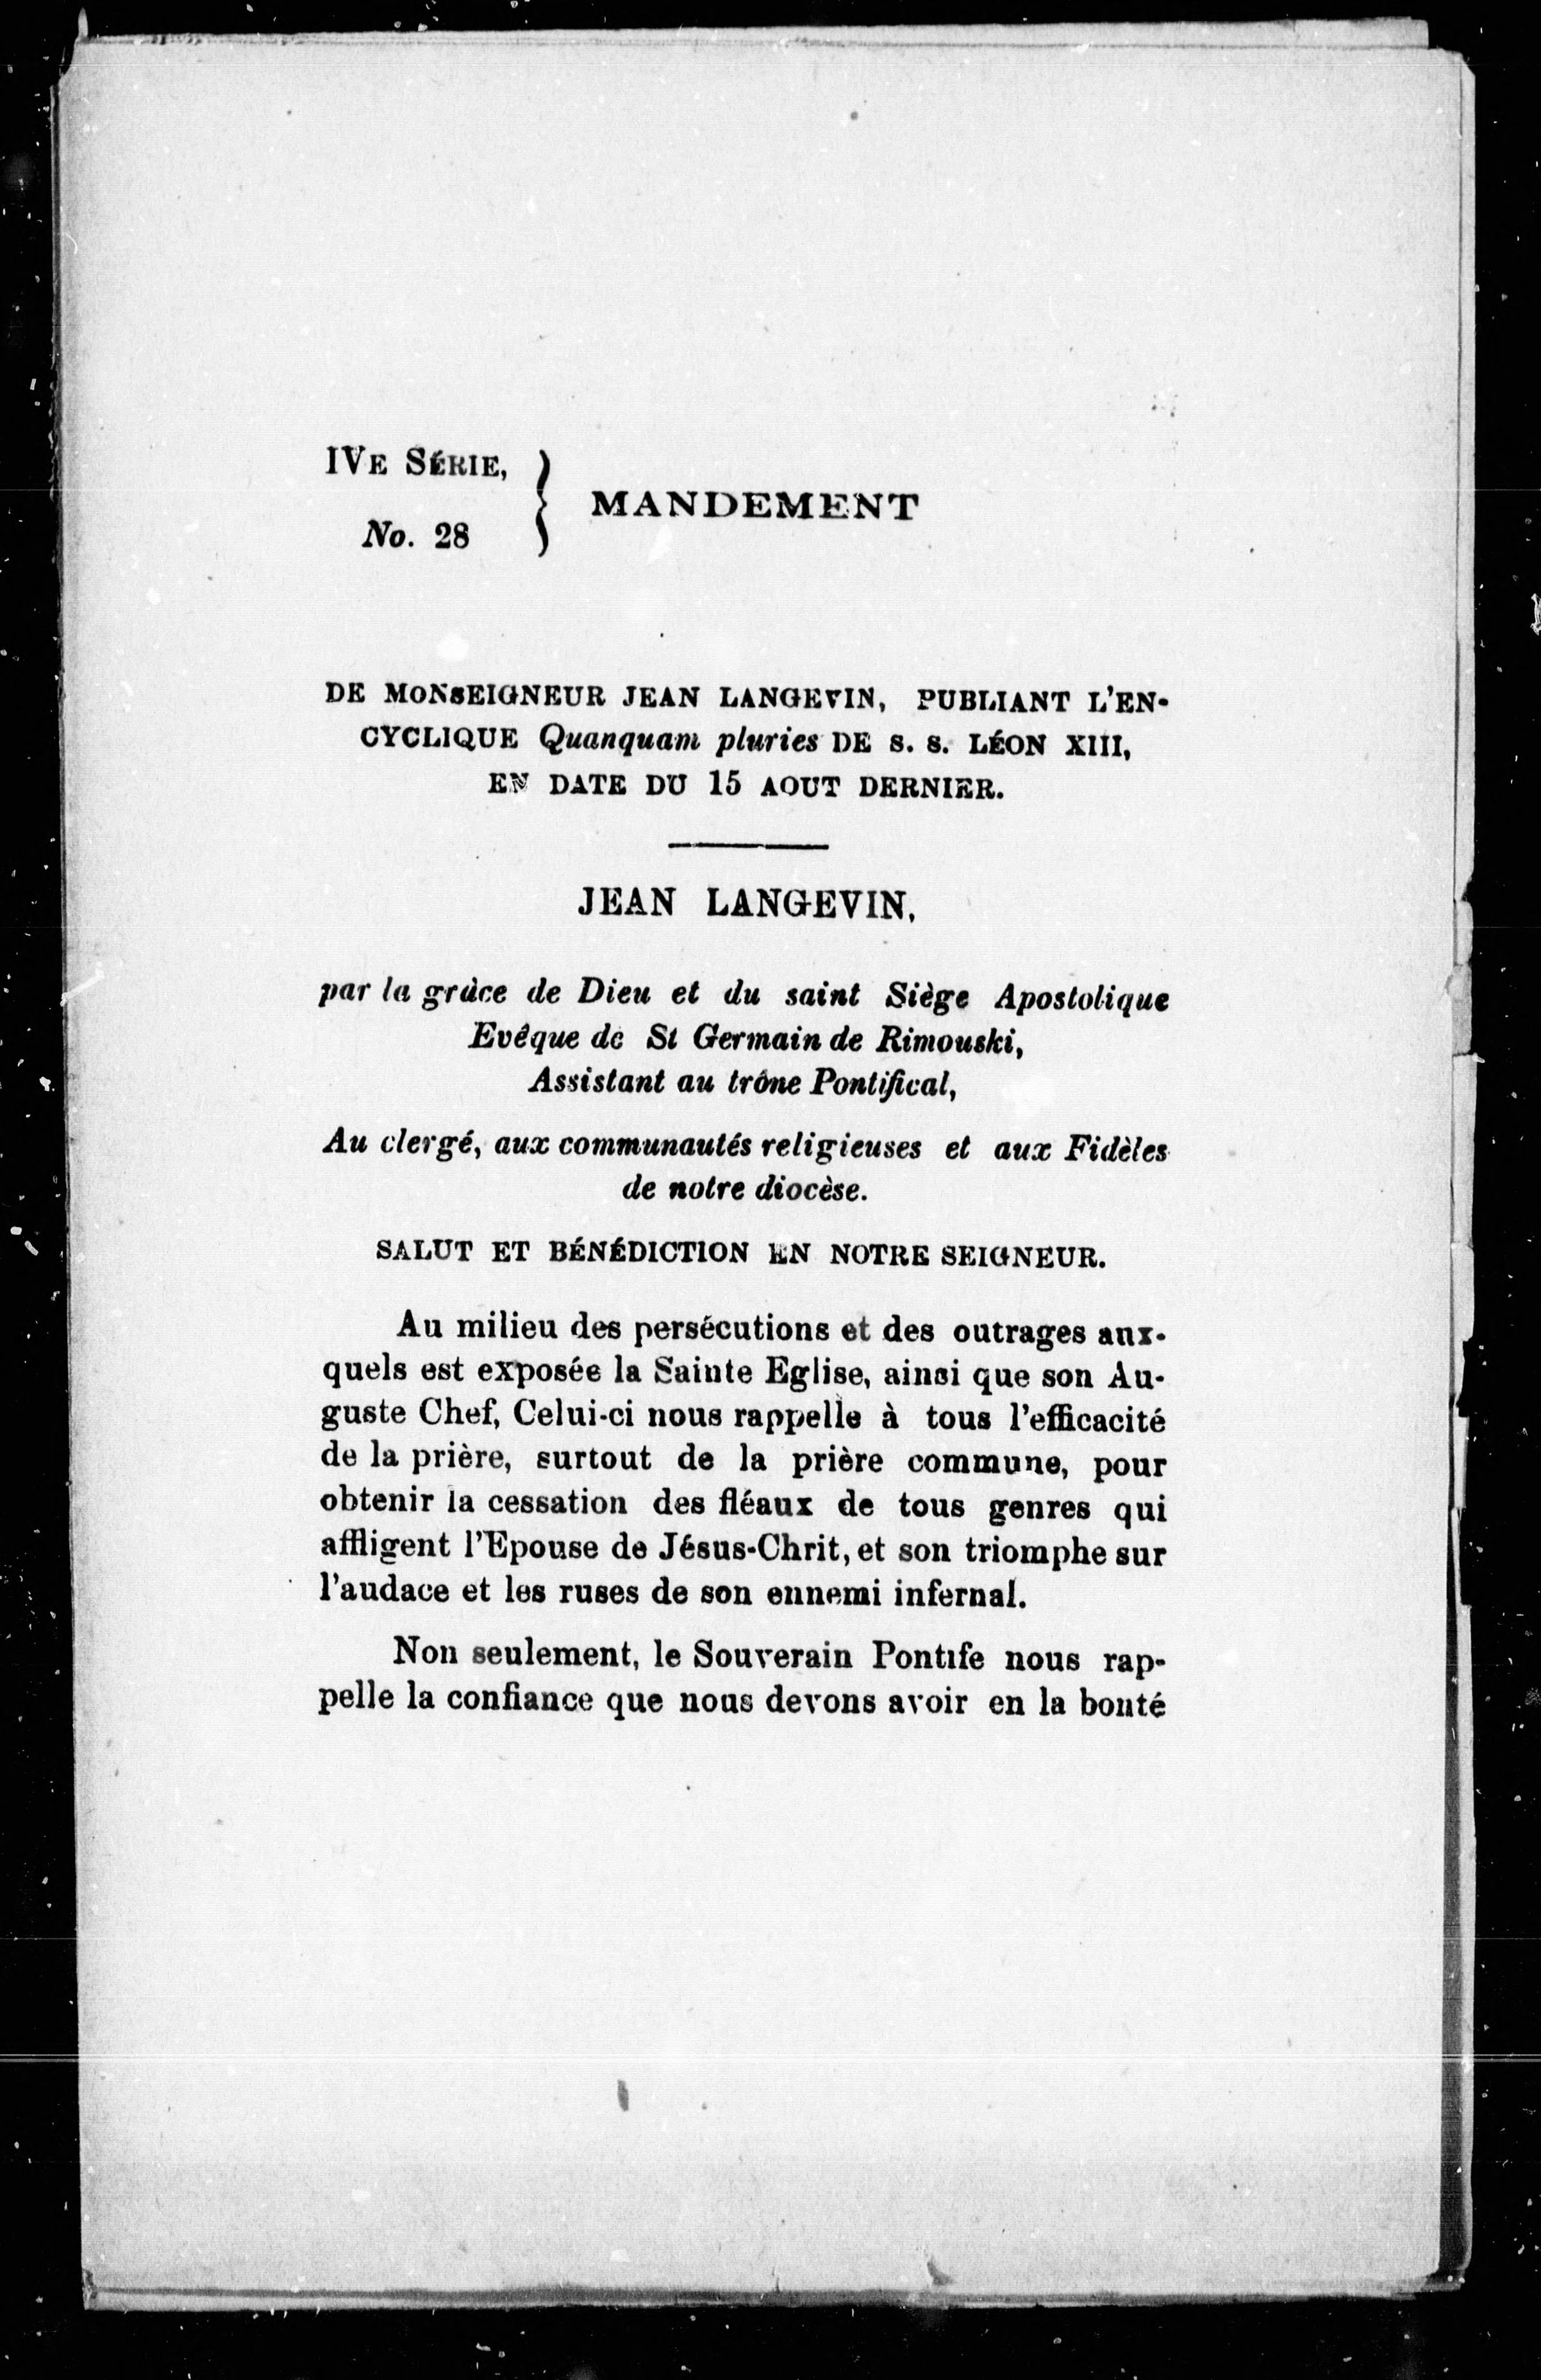 IVE SÉRIE,
No. 28
MANDEMENT
DE MONSEIGNEUR JEAN LANGEVIN, PUBLIANT L'EN-
CYCLIQUE Quanquam pluries DE S. S. LÉON XIII,
EN DATE DU 15 AOUT DERNIER.
JEAN LANGEVIN,
par la grâce de Dieu et du saint Siège Apostolique
Evêque de St Germain de Rimouski,
Assistant au trône Pontifical,
Au clergé, aux communautés religieuses et aux Fidèles
de notre diocèse.
SALUT ET BÉNÉDICTION EN NOTRE SEIGNEUR.
Au milieu des persécutions et des outrages aux-
quels est exposée la Sainte Eglise, ainsi que son Au-
guste Chef, Celui-ci nous rappelle à tous l'efficacité
de la prière, surtout de la prière commune, pour
obtenir la cessation des fléaux de tous genres qui
affligent l'Epouse de Jésus-Chrit, et son triomphe sur
l'audace et les ruses de son ennemi infernal.
Non seulement, le Souverain Pontife nous rap-
pelle la confiance que nous devons avoir en la bonté